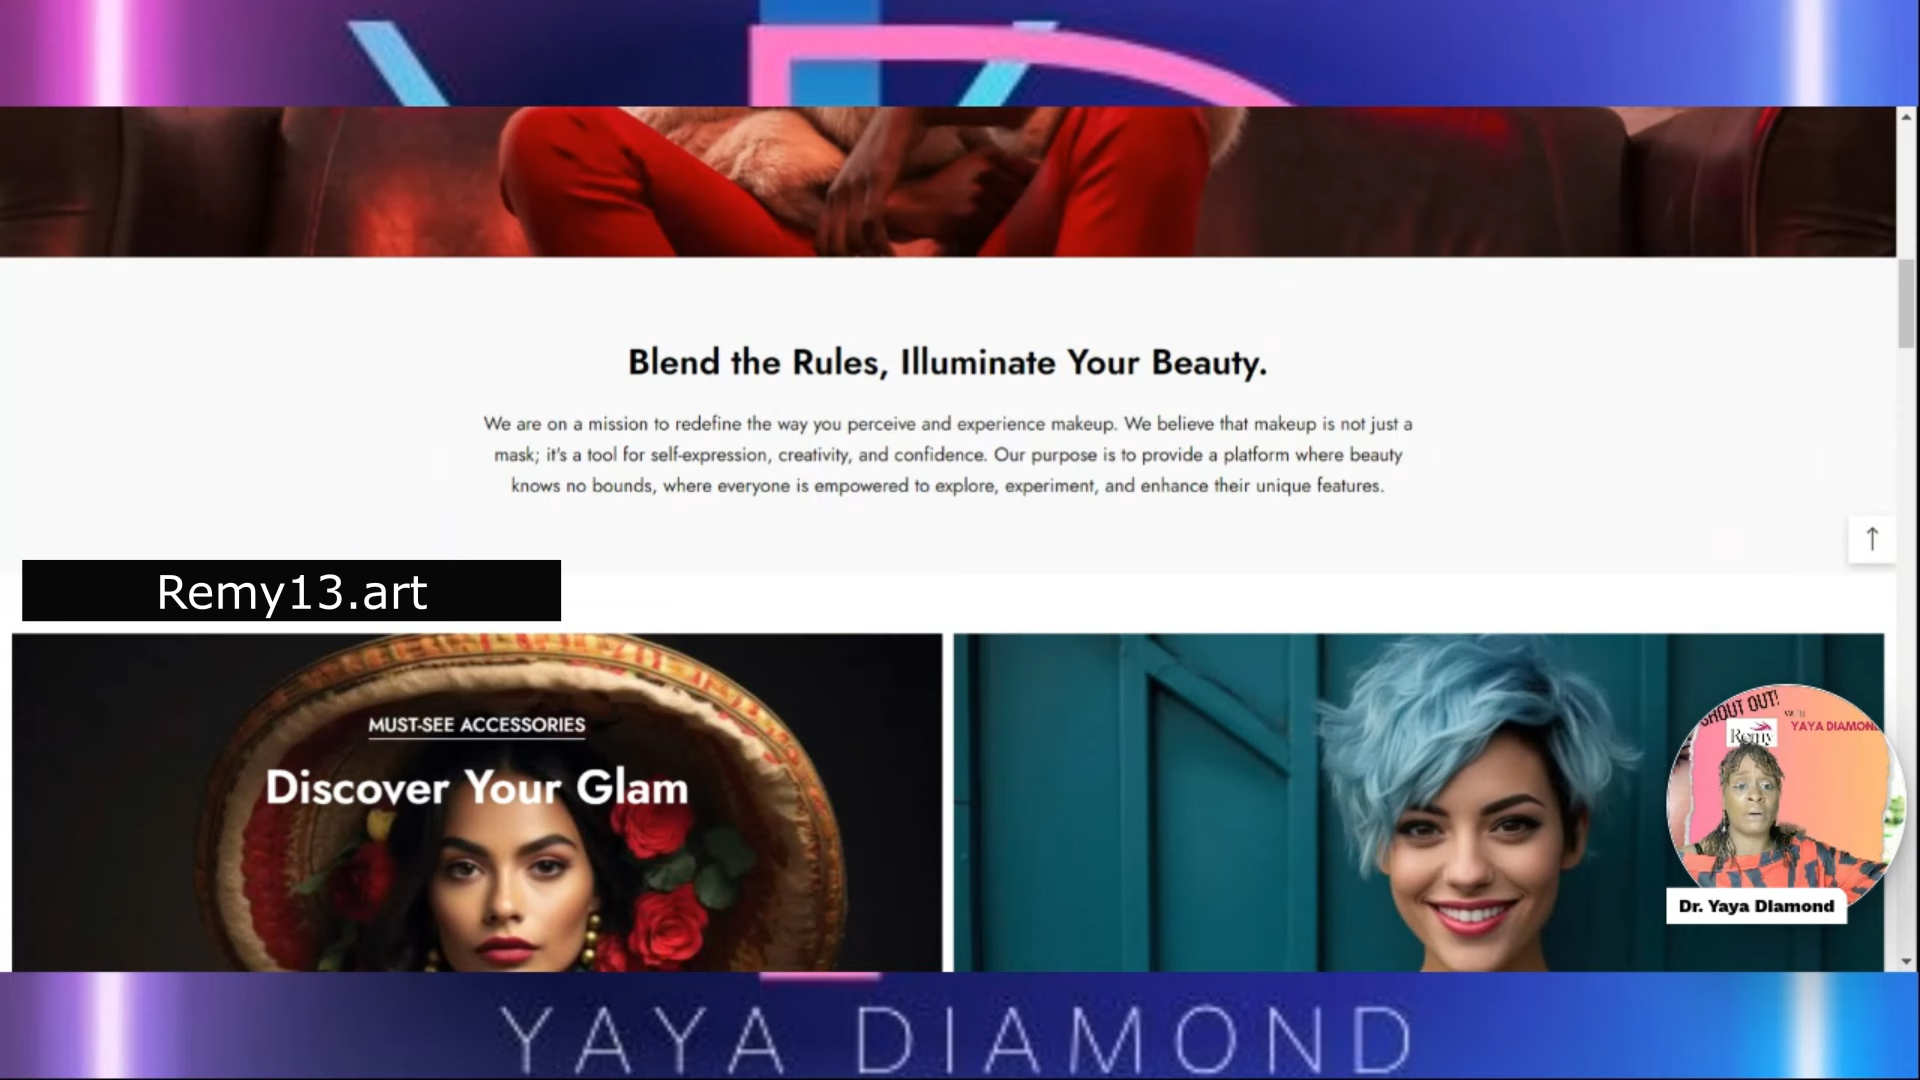 Blend the Rules, Illuminate Your Beauty.
We are on a mission to redefine the way you perceive and experience makeup. We believe that makeup is not just a
mask; it's a tool for self-expression, creativity, and confidence. Our purpose is to provide a platform where beauty
knows no bounds, where everyone is empowered to explore, experiment, and enhance their unique features.
Remy13.art
MUST-SEE ACCESSORIES
Discover Your Glam
SHOUT OUT!
WITH
YAYA DIAMOND
Remy
Dr. Yaya DIamond
YAYA DIAMOND